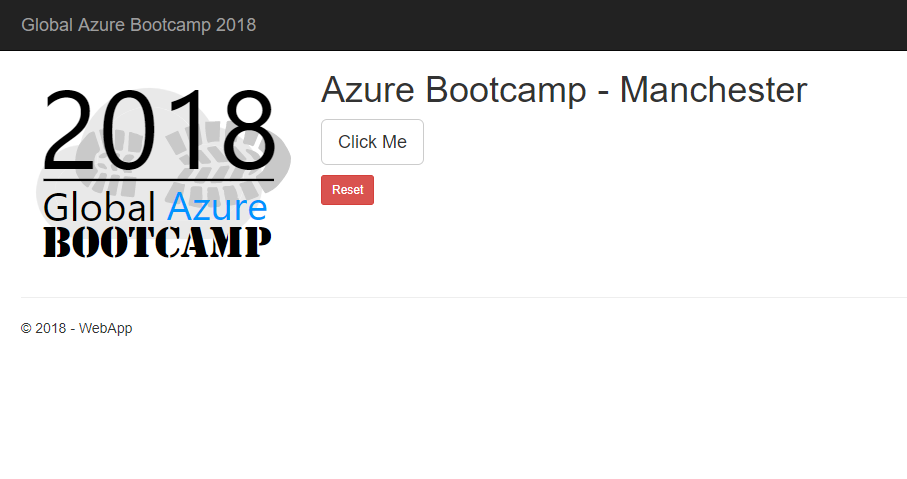 Global Azure Bootcamp 2018
2018
Global Azure
BOOTCAMP
Azure Bootcamp - Manchester
Click Me
Reset
© 2018 - WebApp